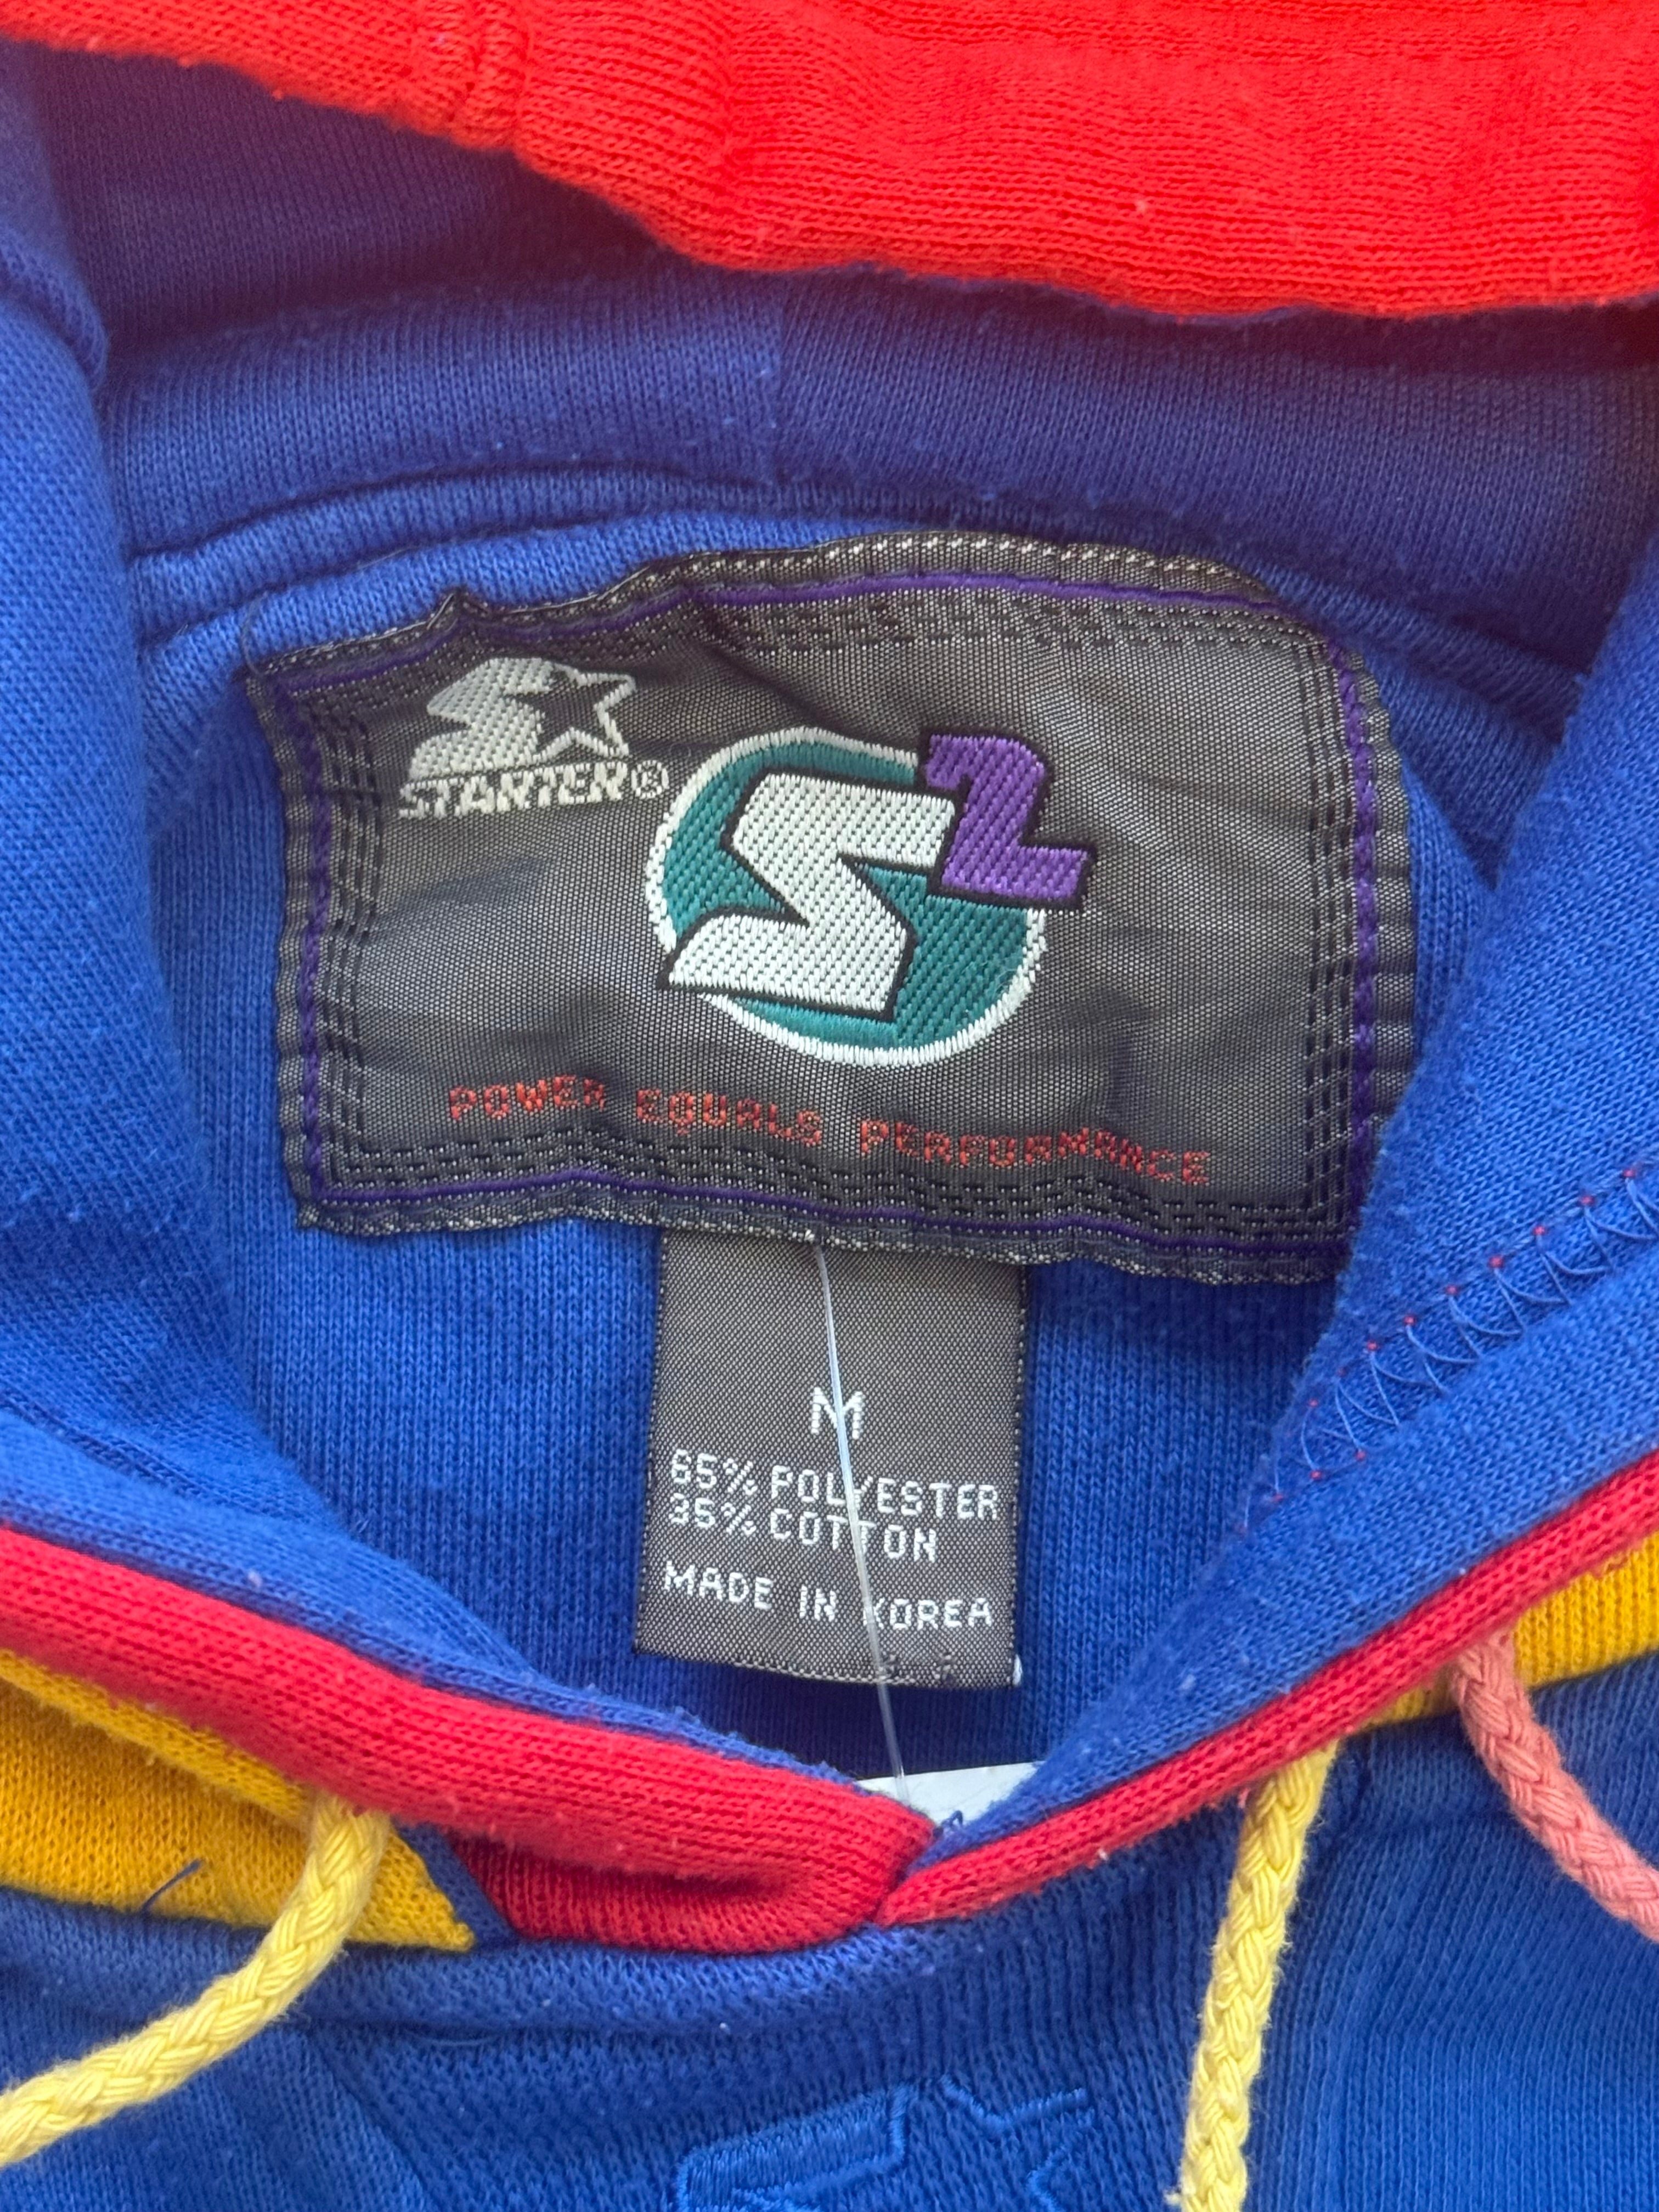 STARTER®
S2
POWER EQUALS PERFORMANCE
M
65% POLYESTER
35% COTTON
MADE IN KOREA